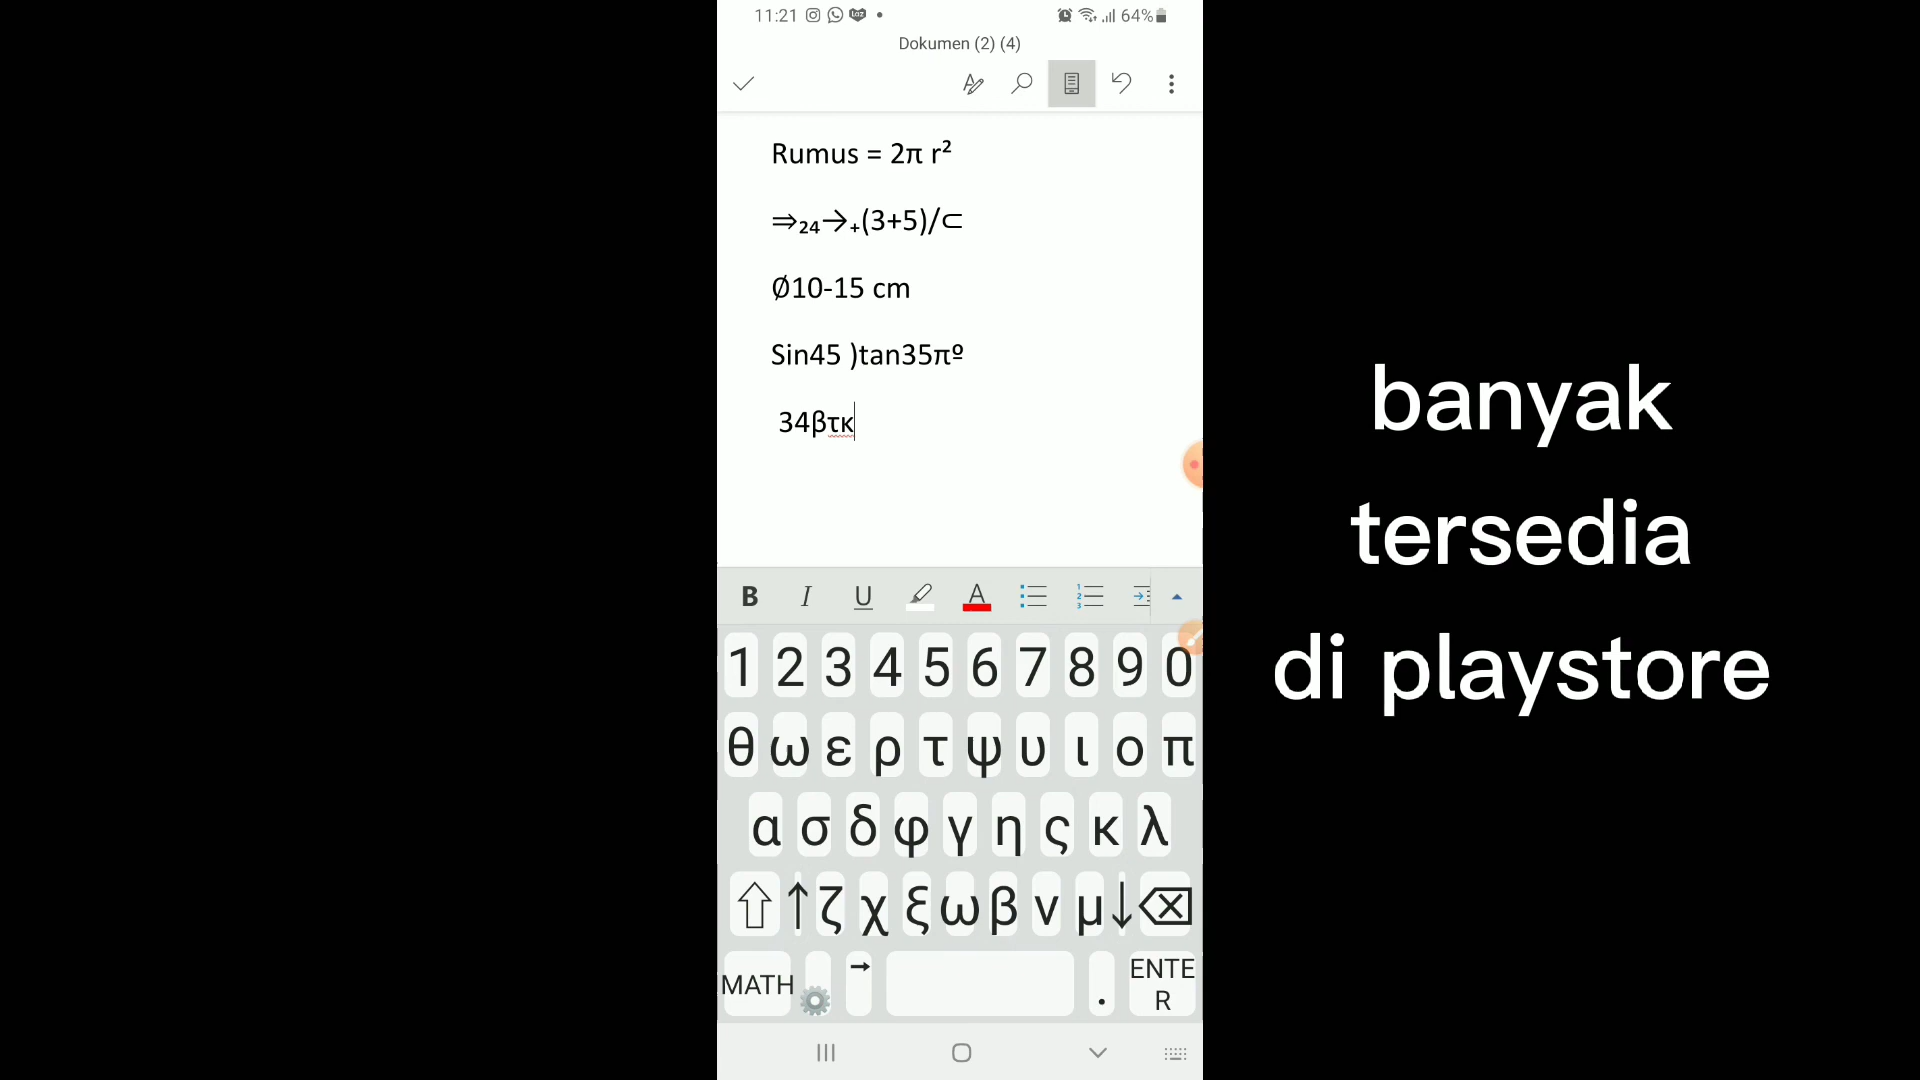 11:21 64%
Dokumen (2) (4)
Rumus = 2π r²
⇒₂₄→₊(3+5)/⊂
Ø10-15 cm
Sin45 )tan35πº
34βτκ
banyak
tersedia
di playstore
B I U A
1 2 3 4 5 6 7 8 9 0
θ ω ε ρ τ ψ υ ι ο π
α σ δ φ γ η ς κ λ
↑ ζ χ ξ ω β ν μ ↓
MATH → . ENTE
R